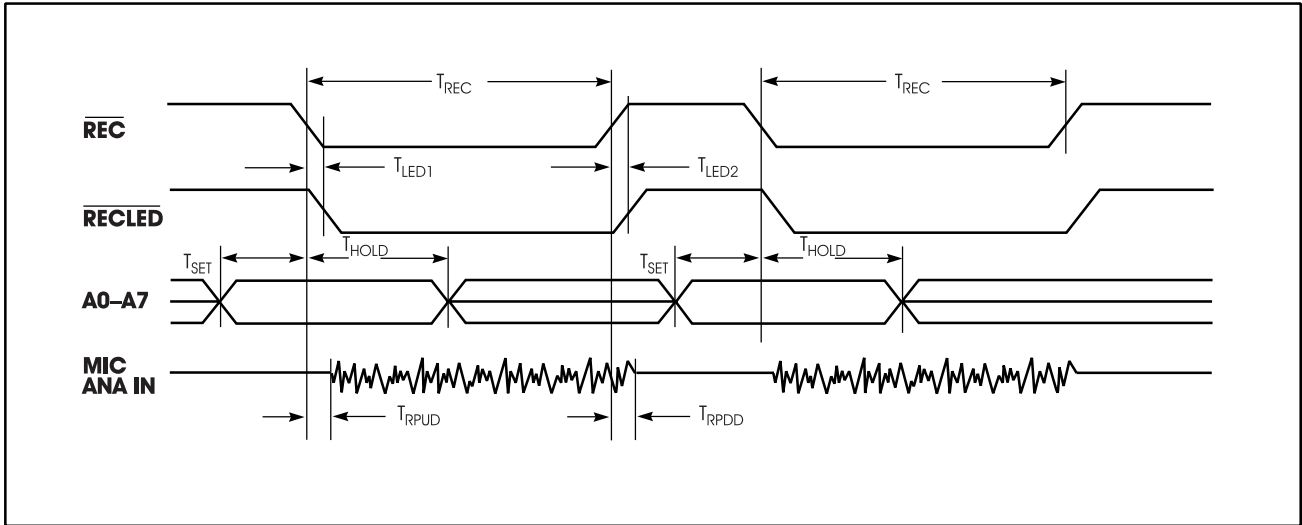 TREC TREC
REC
TLED1 TLED2
RECLED
TSET THOLD TSET THOLD
A0–A7
MIC
ANA IN
TRPUD TRPDD